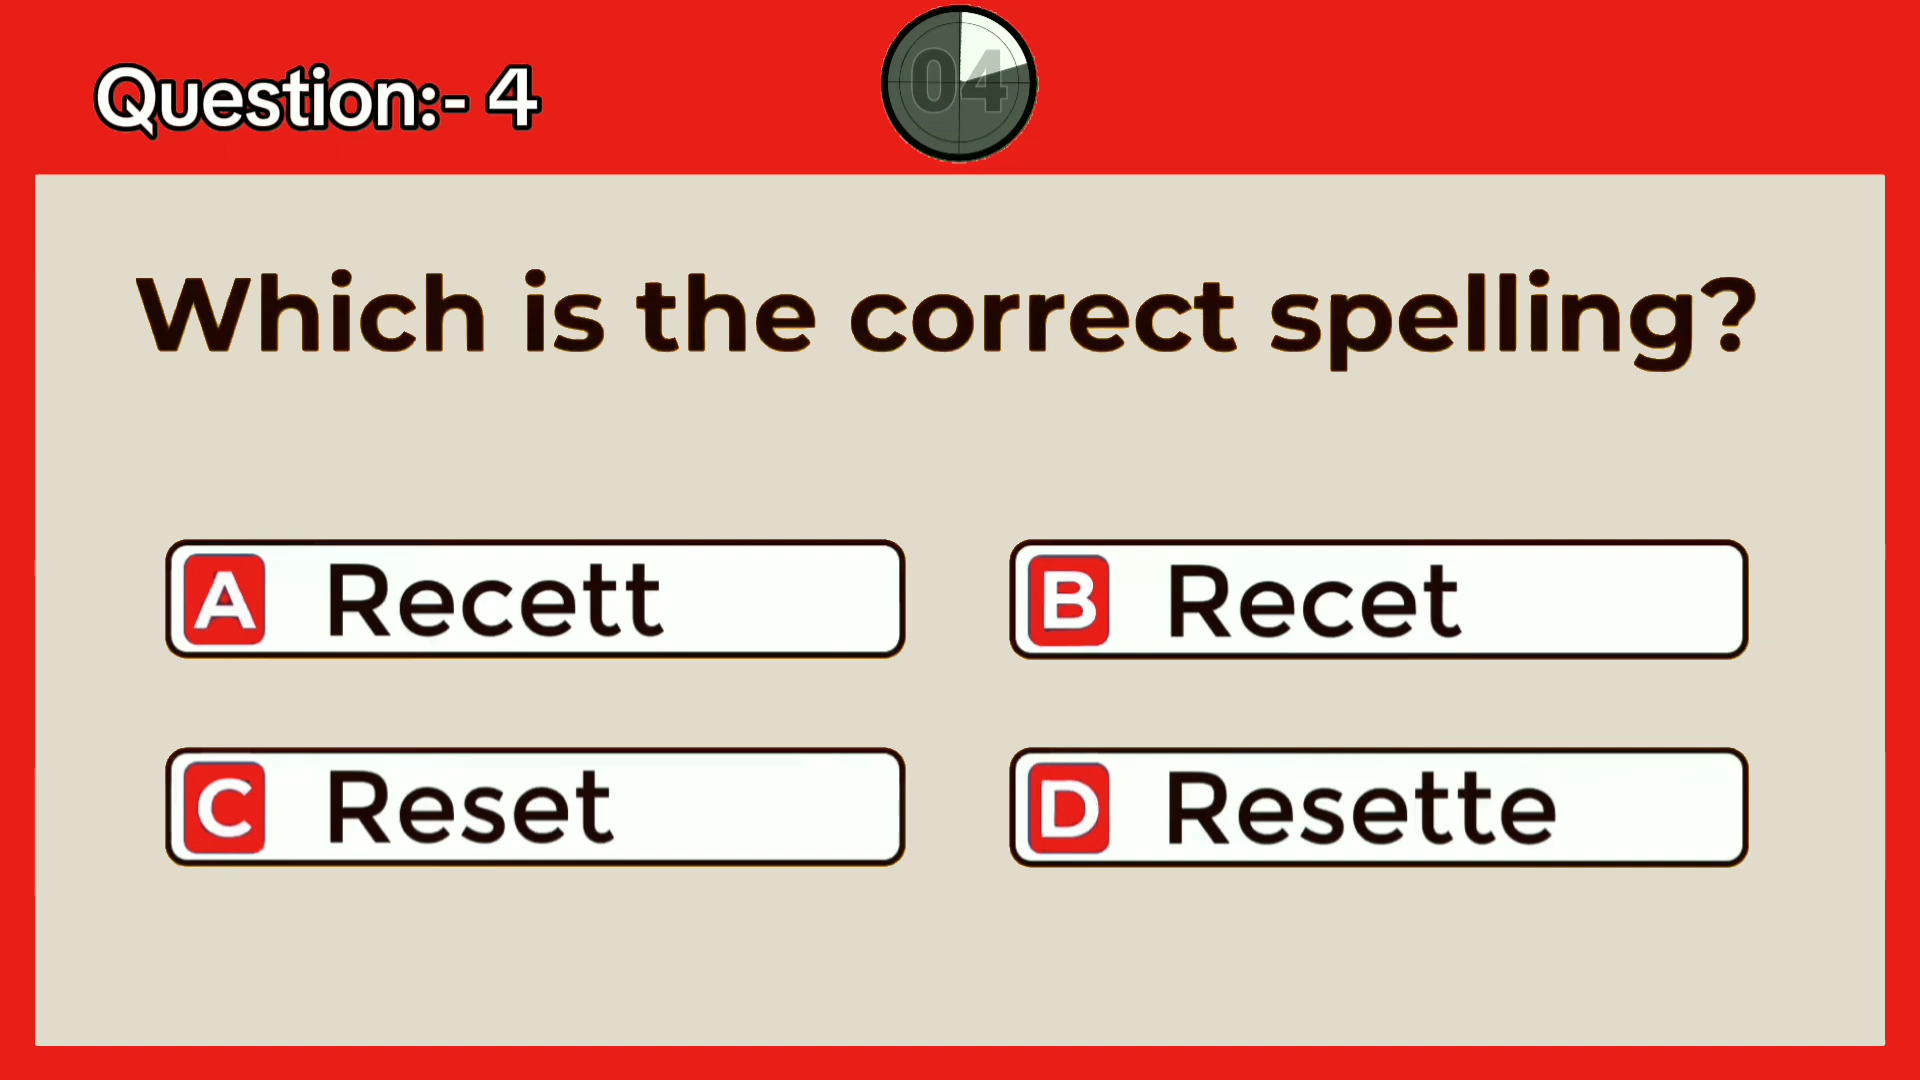 Question:- 4
04
Which is the correct spelling?
A Recett
B Recet
C Reset
D Resette